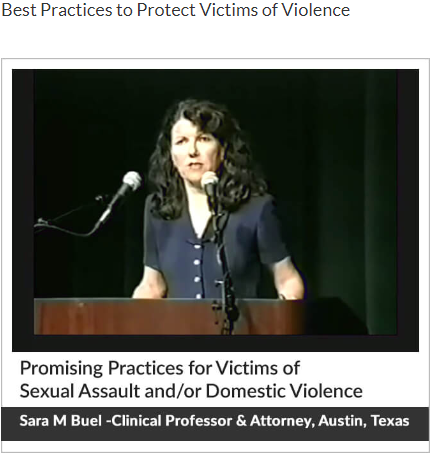 Best Practices to Protect Victims of Violence
Promising Practices for Victims of
Sexual Assault and/or Domestic Violence
Sara M Buel -Clinical Professor & Attorney, Austin, Texas